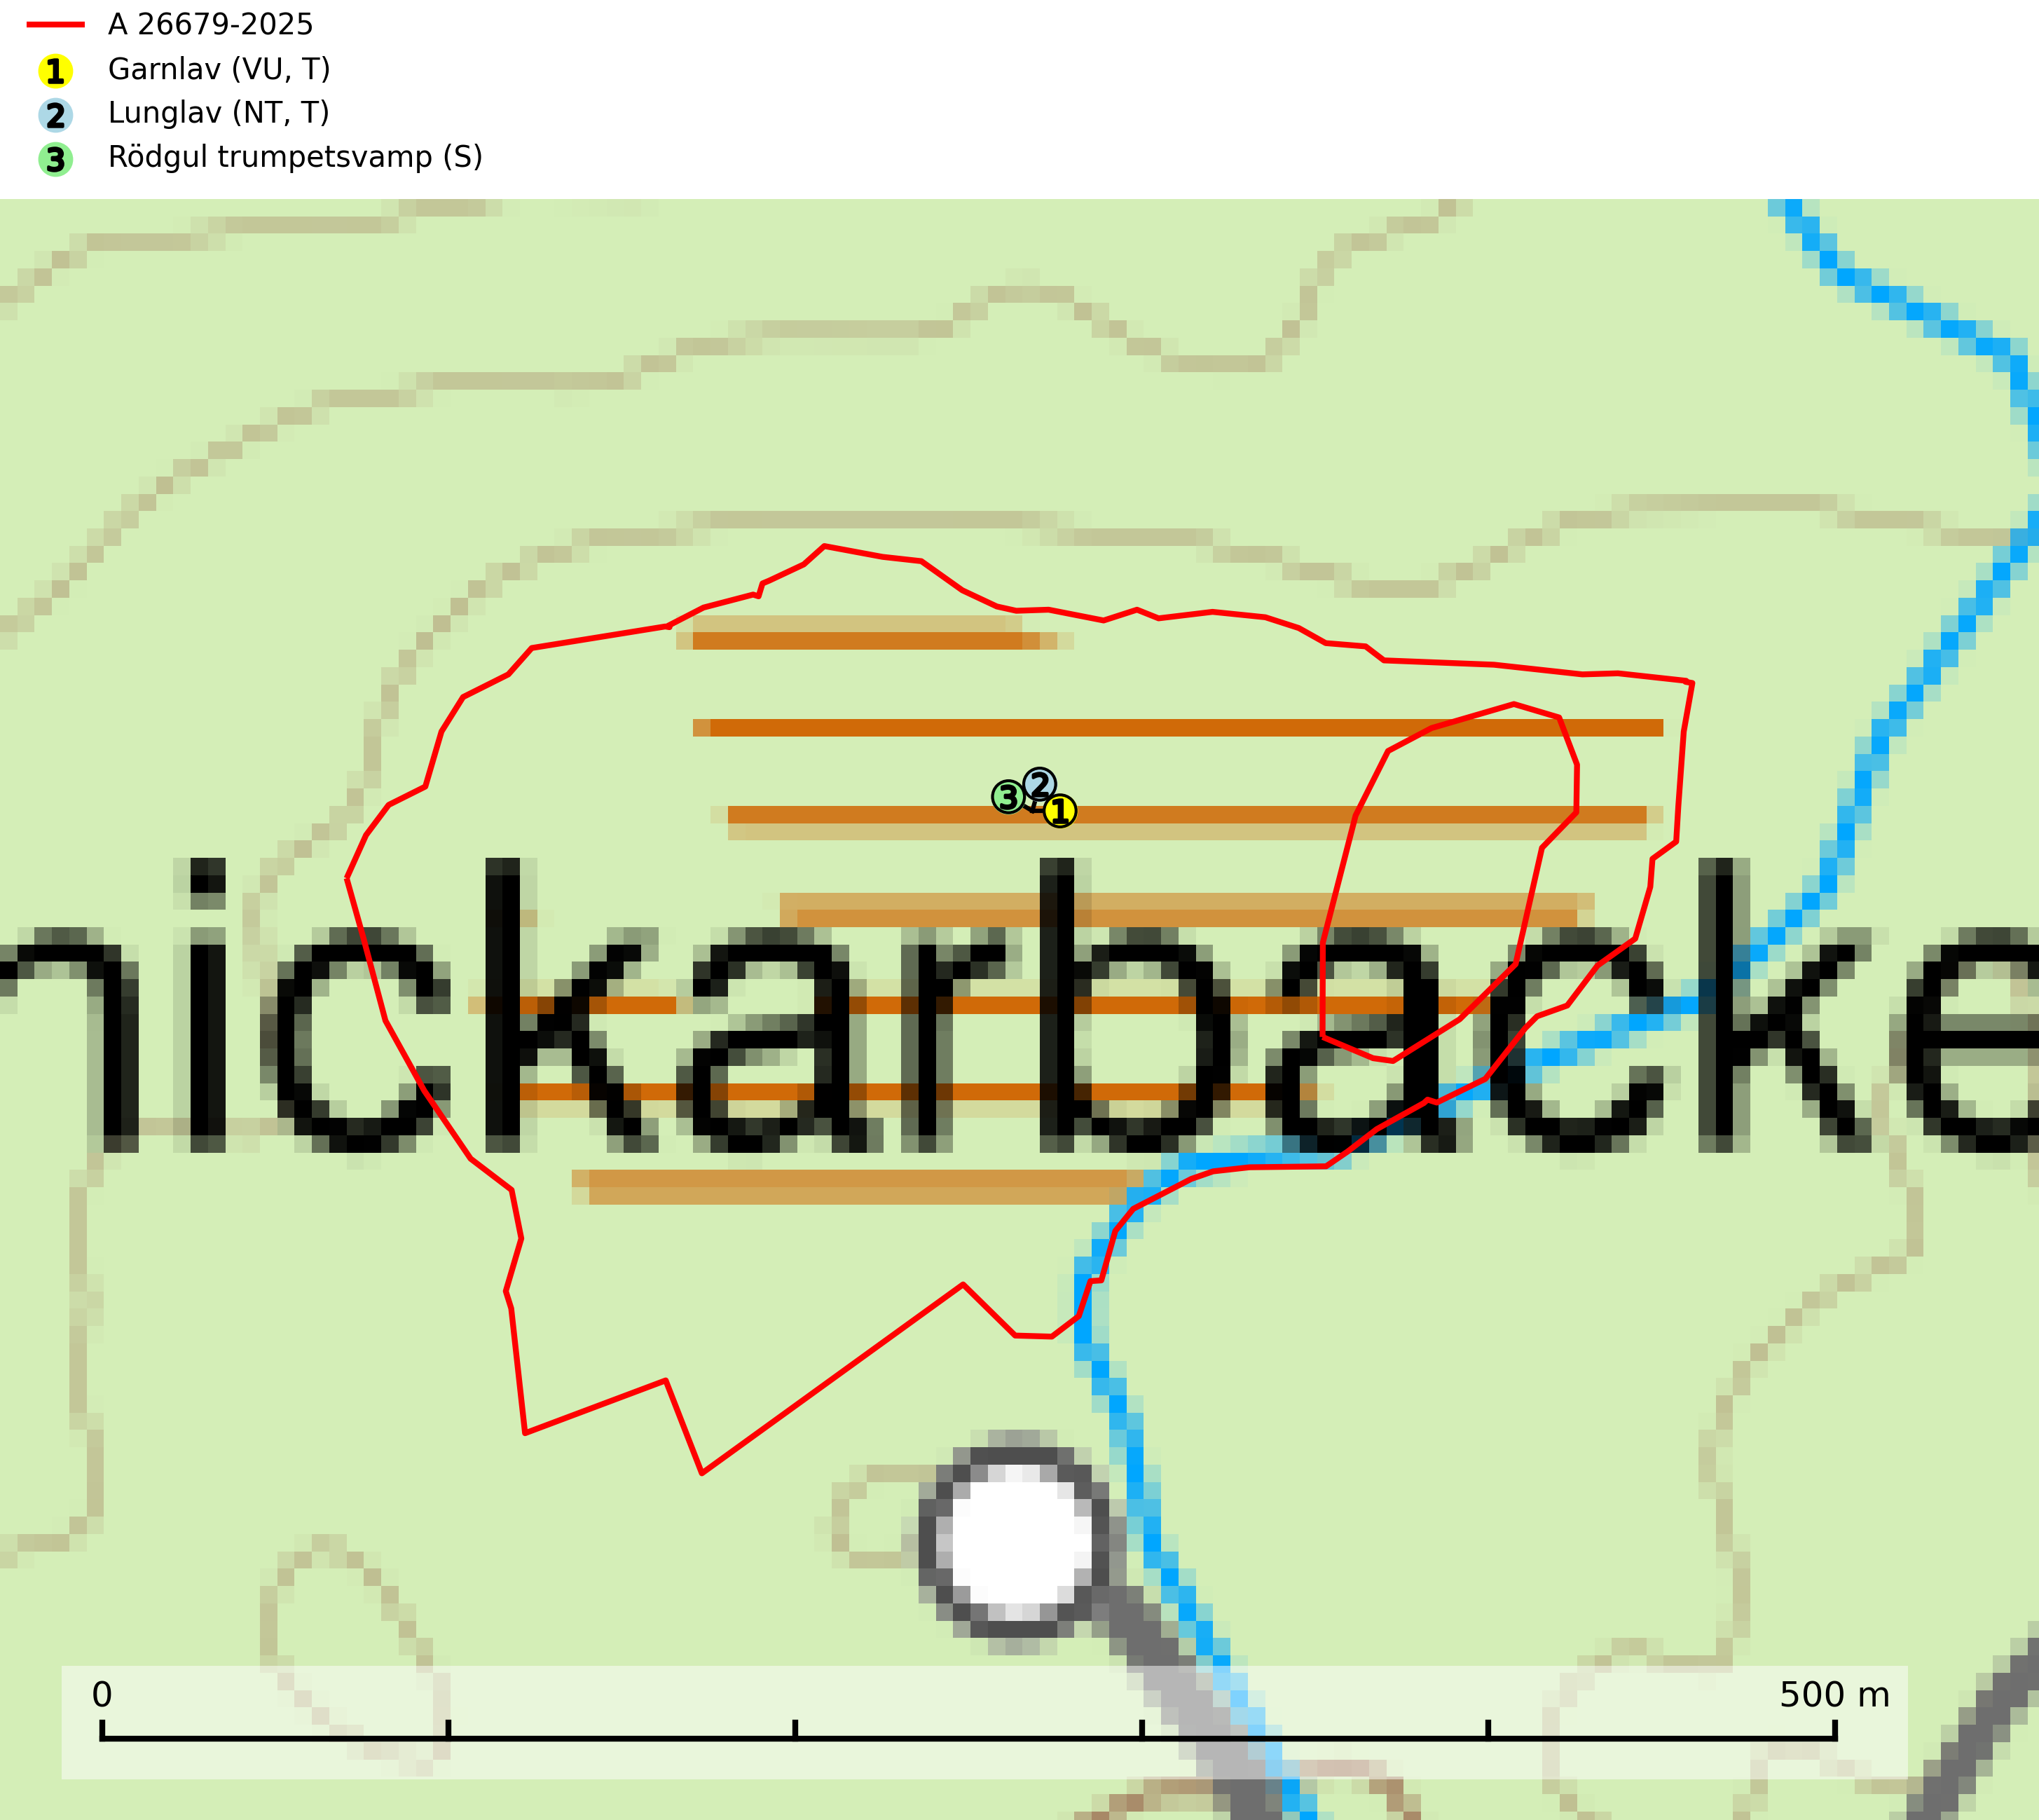 A 26679-2025
1 Garnlav (VU, T)
2 Lunglav (NT, T)
3 Rödgul trumpetsvamp (S)
2
3 1
nickarbacke
0 500 m